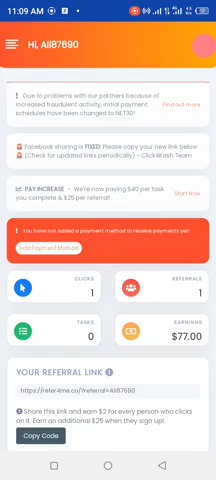 11:09 AM
52
Hi, Ali87690
! Due to problems with our partners because of
increased fraudulent activity, initial payment
schedules have been changed to NET30!
Find out more
🚨 Facebook sharing is FIXED. Please copy your new link below
🚨 (Check for updated links periodically) - Click4Kash Team
PAY INCREASE - We're now paying $40 per task
you complete & $25 per referral!
Start Now
! You have not added a payment method to receive payments yet!
Add Payment Method
CLICKS
1
REFERRALS
1
TASKS
0
EARNINGS
$77.00
YOUR REFERRAL LINK
https://refer4me.co/?referral=Ali87690
Share this link and earn $2 for every person who clicks
on it. Earn an additional $25 when they sign up!
Copy Code